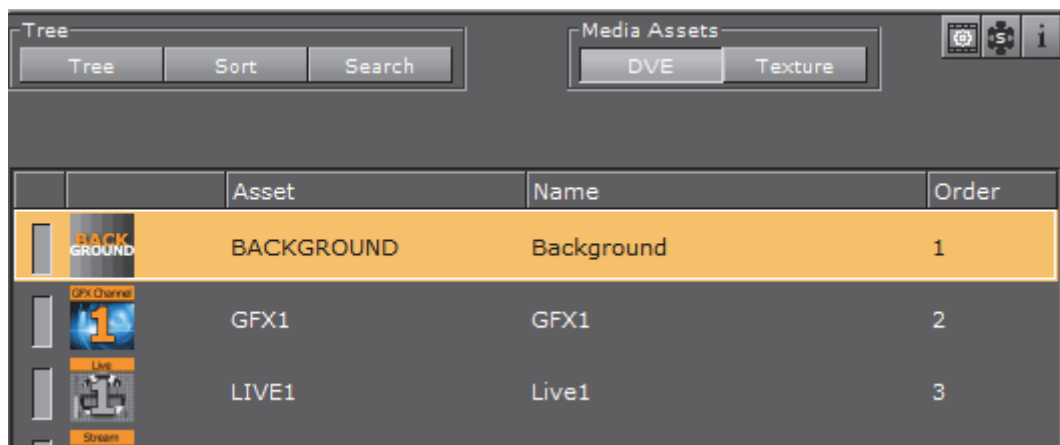 Tree
Media Assets
Tree Sort Search
DVE Texture
S i
Asset Name Order
BACK
GROUND
BACKGROUND Background 1
GFX Channel
1
GFX1 GFX1 2
Live
1
LIVE1 Live1 3
Stream